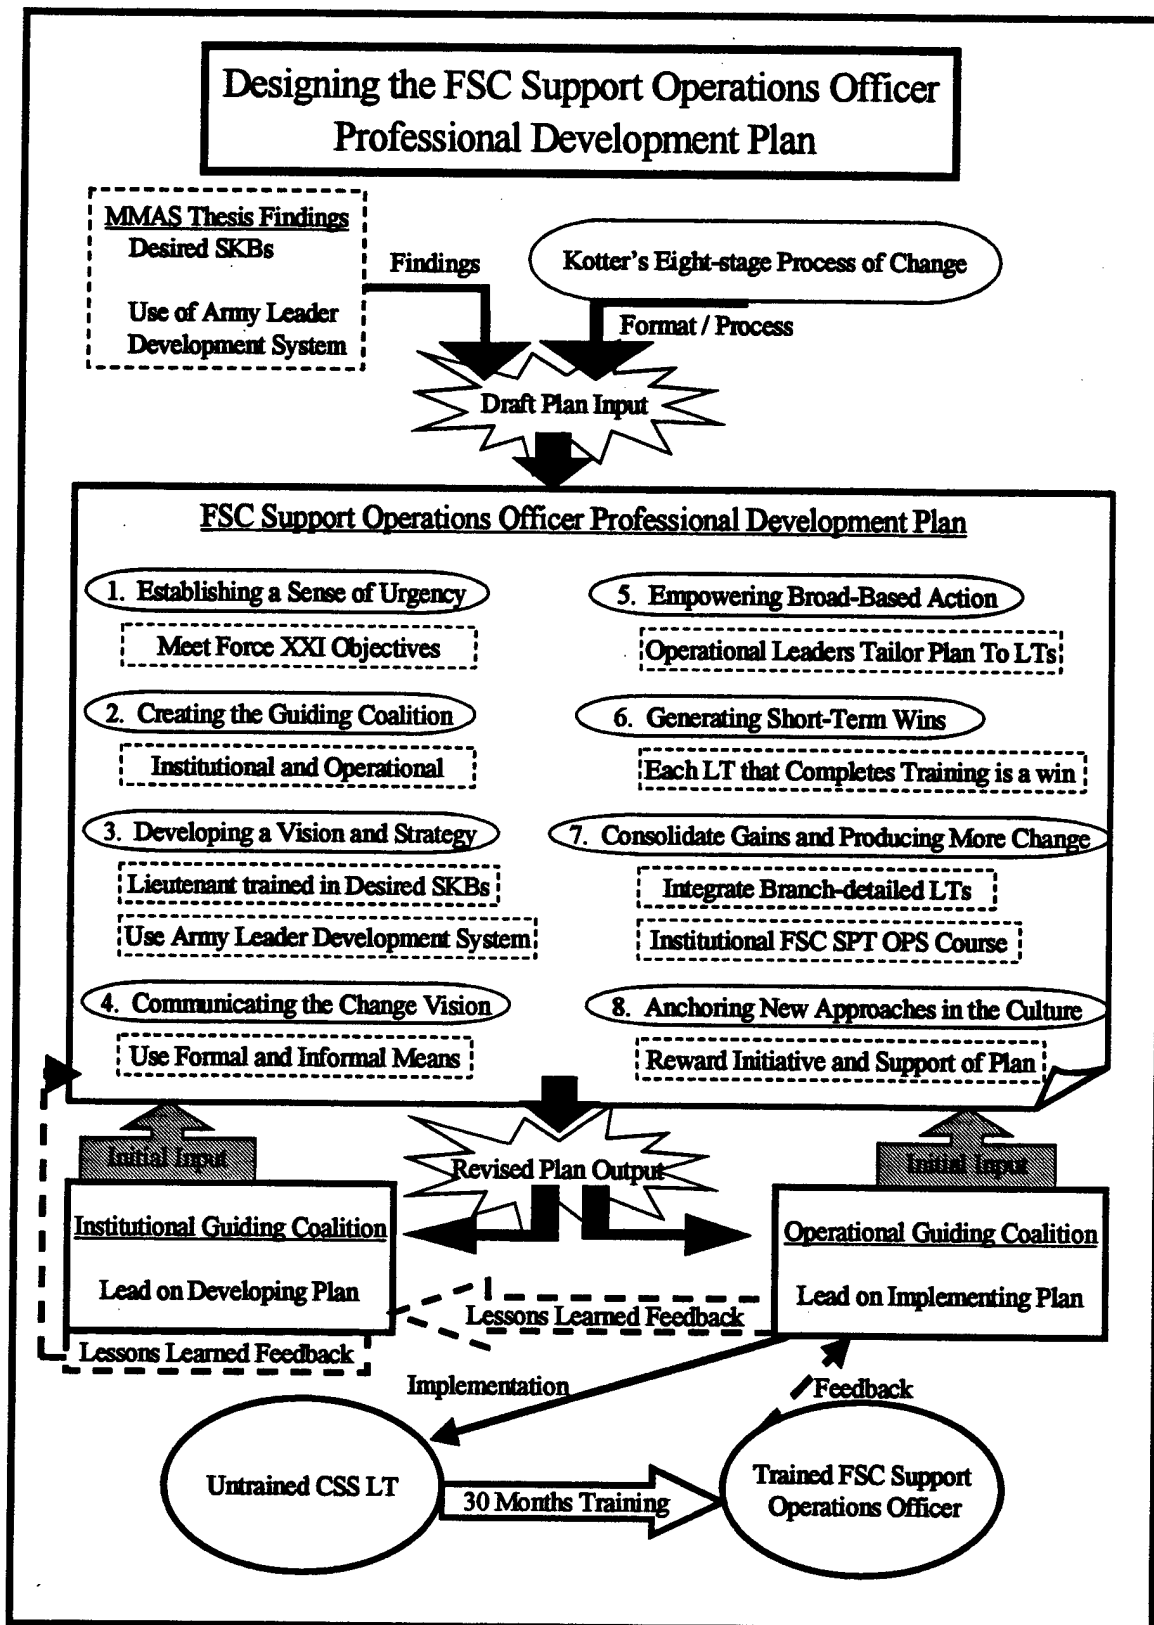 Designing the FSC Support Operations Officer
Professional Development Plan
MMAS Thesis Findings
Desired SKBs
Use of Army Leader
Development System
Findings
Kotter's Eight-stage Process of Change
Format / Process
Draft Plan Input
FSC Support Operations Officer Professional Development Plan
1. Establishing a Sense of Urgency
Meet Force XXI Objectives
2. Creating the Guiding Coalition
Institutional and Operational
3. Developing a Vision and Strategy
Lieutenant trained in Desired SKBs
Use Army Leader Development System
4. Communicating the Change Vision
Use Formal and Informal Means
5. Empowering Broad-Based Action
Operational Leaders Tailor Plan To LTs
6. Generating Short-Term Wins
Each LT that Completes Training is a win
7. Consolidate Gains and Producing More Change
Integrate Branch-detailed LTs
Institutional FSC SPT OPS Course
8. Anchoring New Approaches in the Culture
Reward Initiative and Support of Plan
Initial Input
Revised Plan Output
Initial Input
Institutional Guiding Coalition
Lead on Developing Plan
Operational Guiding Coalition
Lead on Implementing Plan
Lessons Learned Feedback
Lessons Learned Feedback
Implementation
Feedback
Untrained CSS LT
30 Months Training
Trained FSC Support
Operations Officer